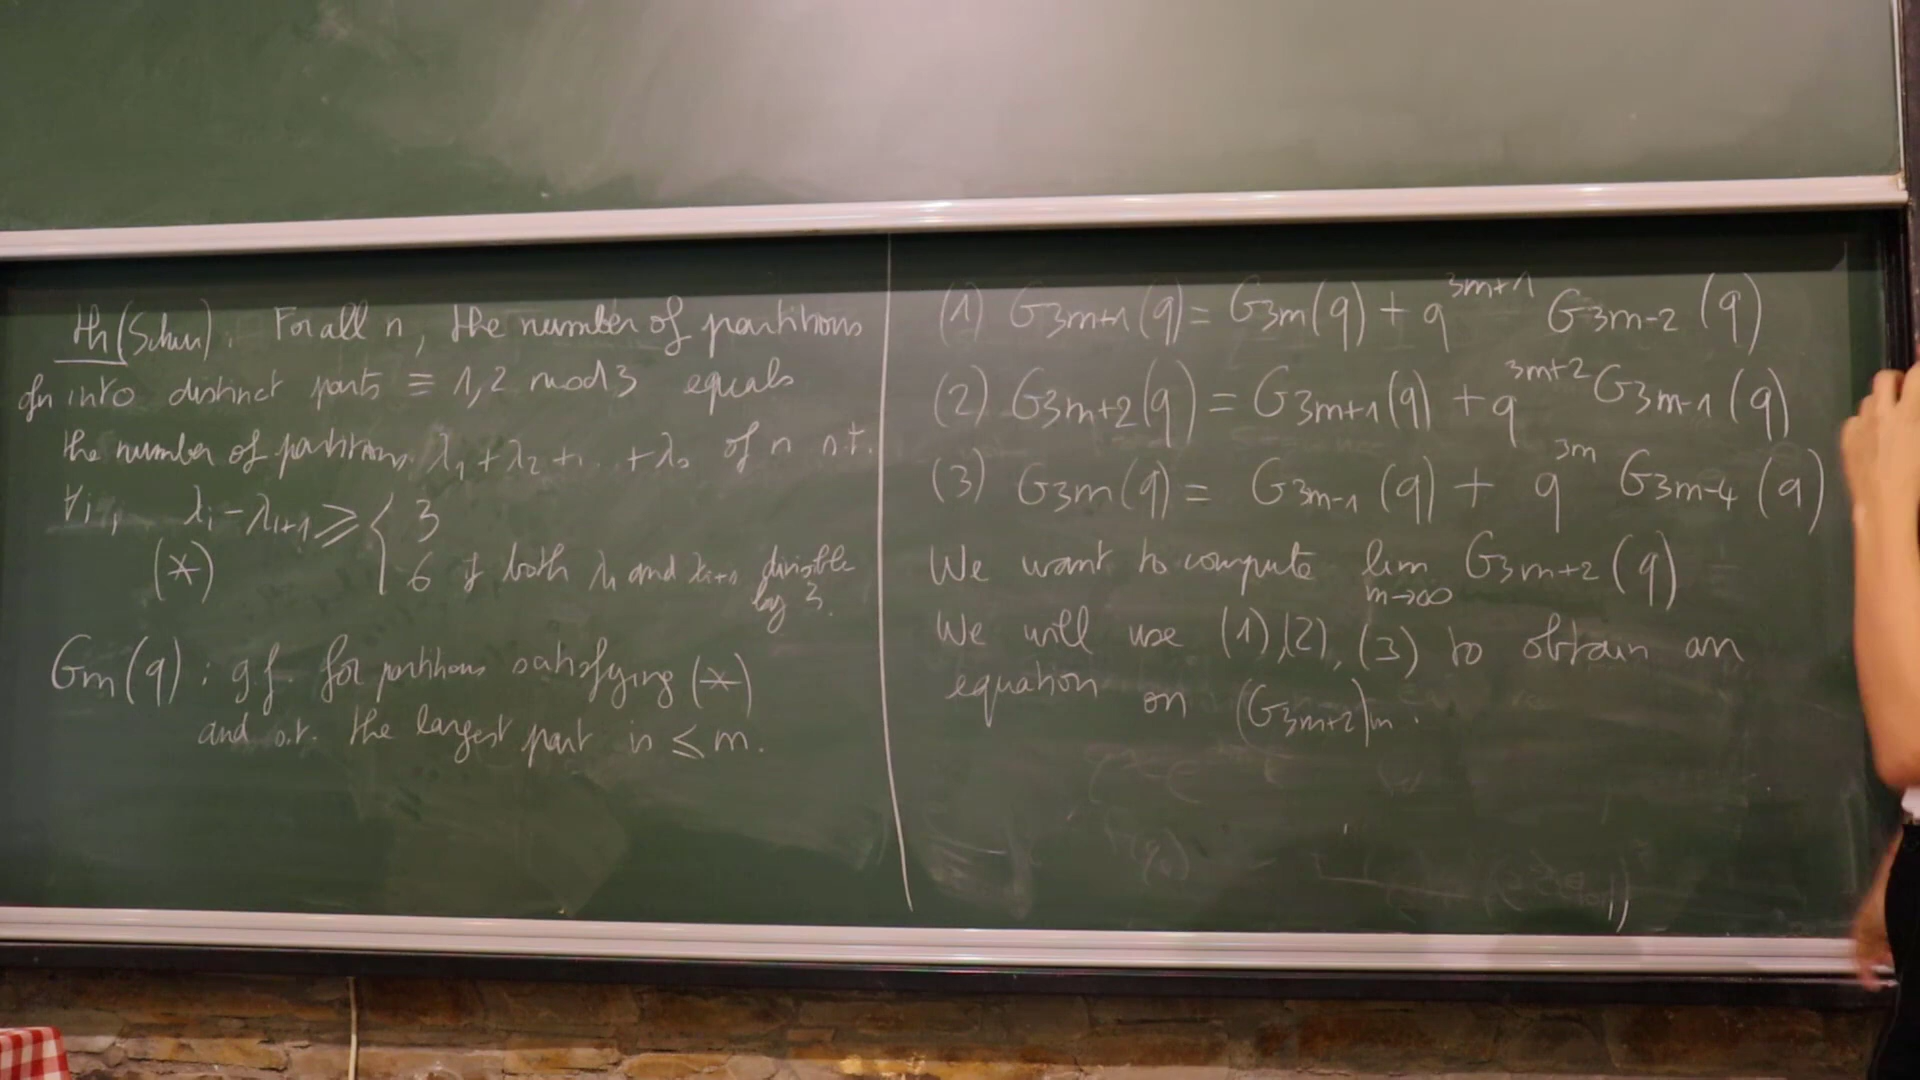 th (Schur): For all n, the number of partitions
of n into distinct parts ≡ 1,2 mod 3 equals
the number of partitions λ₁+λ₂+...+λₛ of n s.t.
∀i, λᵢ-λᵢ₊₁ ≥ { 3
(*) 6 if both λᵢ and λᵢ₊₁ divisible
by 3.
Gm(q): g.f for partitions satisfying (*)
and s.t. the largest part is ≤ m.
(1) G3m+1(q) = G3m(q) + q^{3m+1} G3m-2(q)
(2) G3m+2(q) = G3m+1(q) + q^{3m+2} G3m-1(q)
(3) G3m(q) = G3m-1(q) + q^{3m} G3m-4(q)
We want to compute lim G3m+2(q)
m→∞
We will use (1),(2),(3) to obtain an
equation on (G3m+2)m.